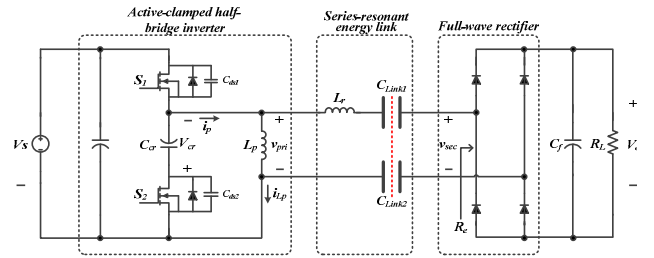 Active-clamped half-
bridge inverter
Series-resonant
energy link
Full-wave rectifier
S1
Cds1
CLink1
Lr
+
− ip
+
+
+
Vs
Ccr
Vcr
Lp
vpri
vsec
Cf
RL
V
−
+
−
−
−
S2
Cds2
iLp
CLink2
Re